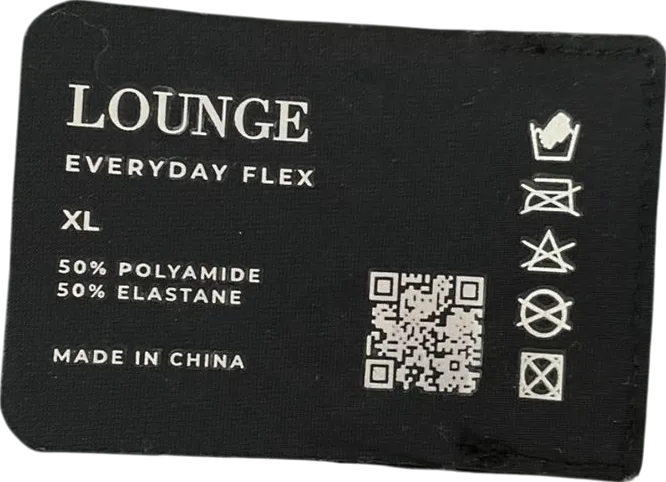 LOUNGE
EVERYDAY FLEX
XL
50% POLYAMIDE
50% ELASTANE
MADE IN CHINA